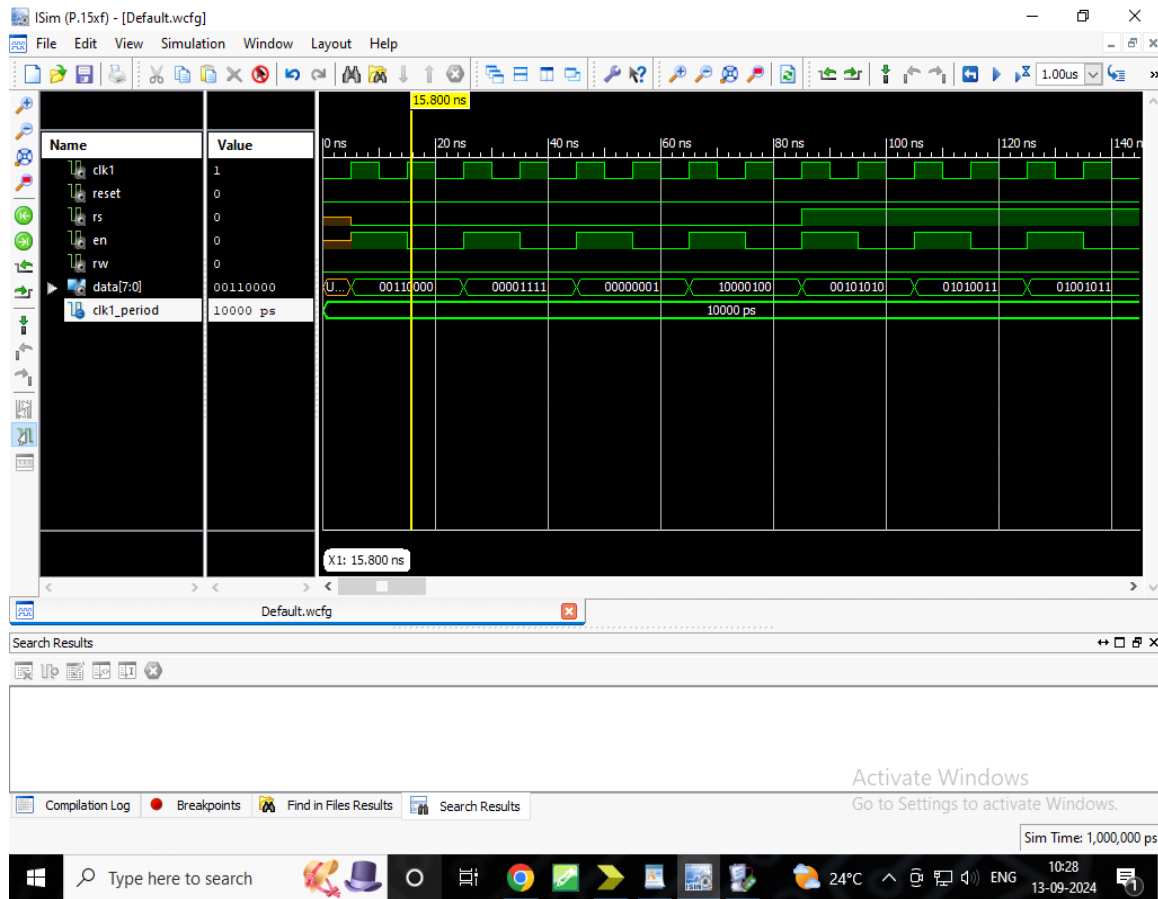 ISim (P.15xf) - [Default.wcfg]
File Edit View Simulation Window Layout Help
1.00us
»
15.800 ns
Name Value
0 ns 20 ns 40 ns 60 ns 80 ns 100 ns 120 ns 140 n
clk1 1
reset 0
rs 0
en 0
rw 0
data[7:0] 00110000 U... 00110000 00001111 00000001 10000100 00101010 01010011 01001011
clk1_period 10000 ps 10000 ps
X1: 15.800 ns
Default.wcfg
Search Results
Compilation Log Breakpoints Find in Files Results Search Results
Activate Windows
Go to Settings to activate Windows.
Sim Time: 1,000,000 ps
Type here to search 24°C ENG 10:28
13-09-2024
1